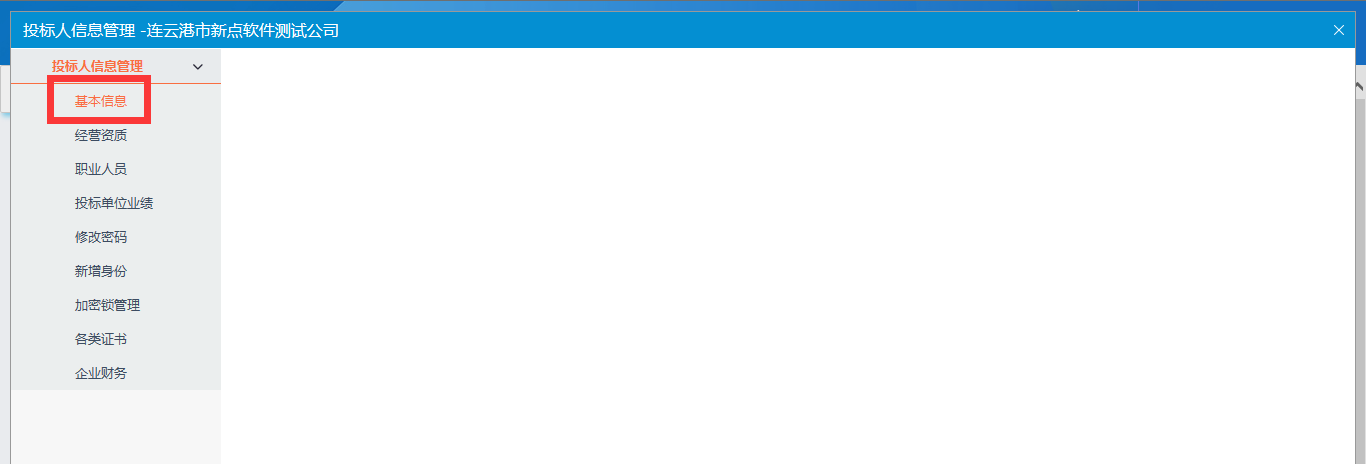 投标人信息管理 -连云港市新点软件测试公司
投标人信息管理
基本信息
经营资质
职业人员
投标单位业绩
修改密码
新增身份
加密锁管理
各类证书
企业财务